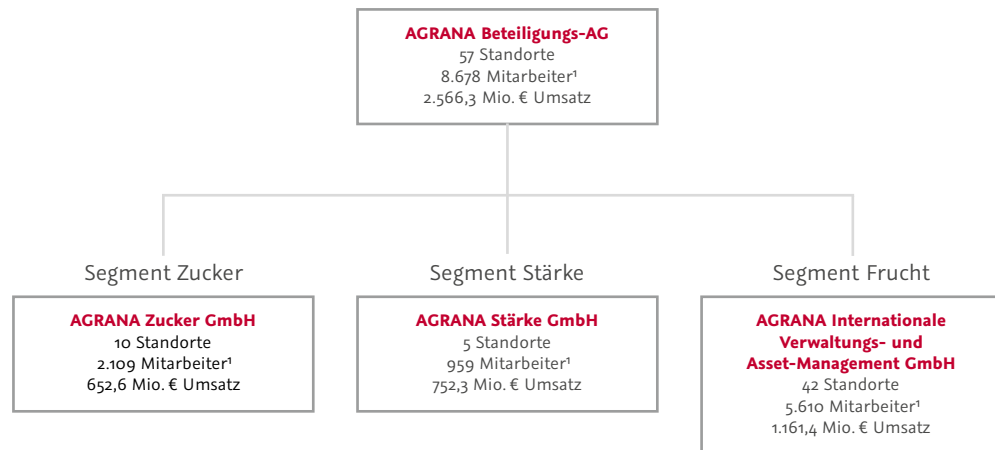 AGRANA Beteiligungs-AG
57 Standorte
8.678 Mitarbeiter¹
2.566,3 Mio. € Umsatz
Segment Zucker
AGRANA Zucker GmbH
10 Standorte
2.109 Mitarbeiter¹
652,6 Mio. € Umsatz
Segment Stärke
AGRANA Stärke GmbH
5 Standorte
959 Mitarbeiter¹
752,3 Mio. € Umsatz
Segment Frucht
AGRANA Internationale
Verwaltungs- und
Asset-Management GmbH
42 Standorte
5.610 Mitarbeiter¹
1.161,4 Mio. € Umsatz